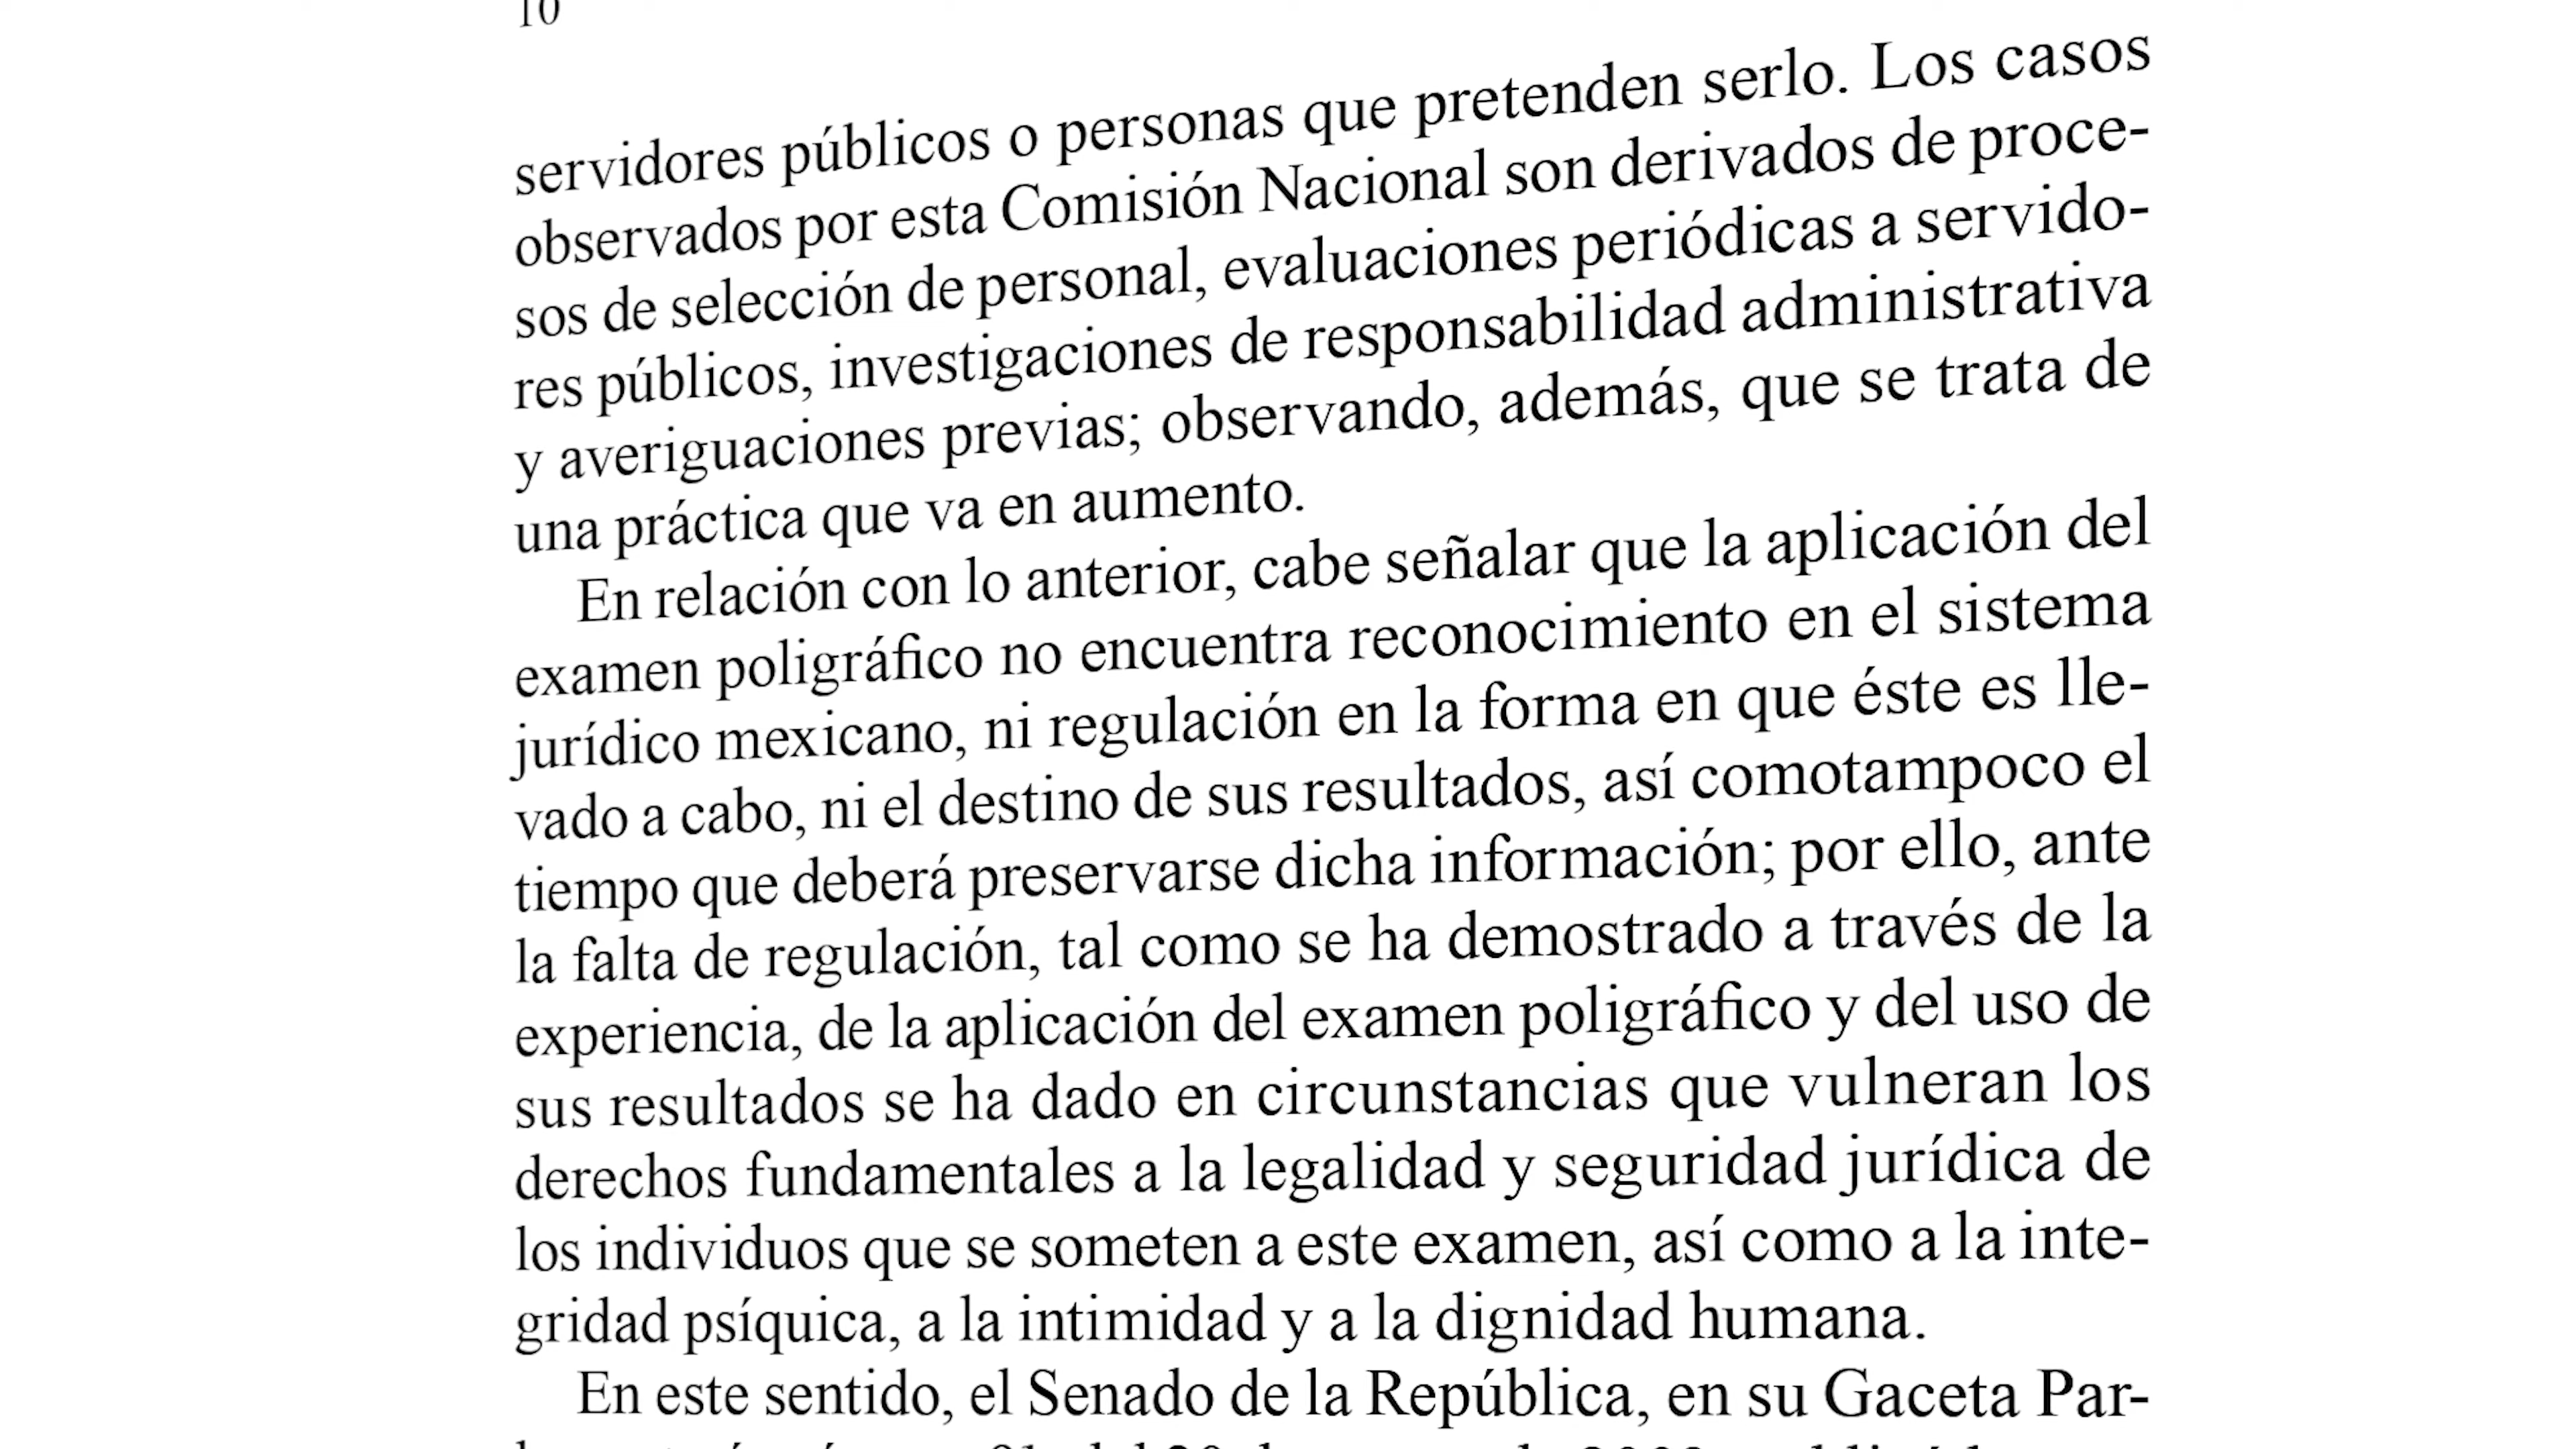 10
servidores públicos o personas que pretenden serlo. Los casos
observados por esta Comisión Nacional son derivados de proce-
sos de selección de personal, evaluaciones periódicas a servido-
res públicos, investigaciones de responsabilidad administrativa
y averiguaciones previas; observando, además, que se trata de
una práctica que va en aumento.
En relación con lo anterior, cabe señalar que la aplicación del
examen poligráfico no encuentra reconocimiento en el sistema
jurídico mexicano, ni regulación en la forma en que éste es lle-
vado a cabo, ni el destino de sus resultados, así comotampoco el
tiempo que deberá preservarse dicha información; por ello, ante
la falta de regulación, tal como se ha demostrado a través de la
experiencia, de la aplicación del examen poligráfico y del uso de
sus resultados se ha dado en circunstancias que vulneran los
derechos fundamentales a la legalidad y seguridad jurídica de
los individuos que se someten a este examen, así como a la inte-
gridad psíquica, a la intimidad y a la dignidad humana.
En este sentido, el Senado de la República, en su Gaceta Par-